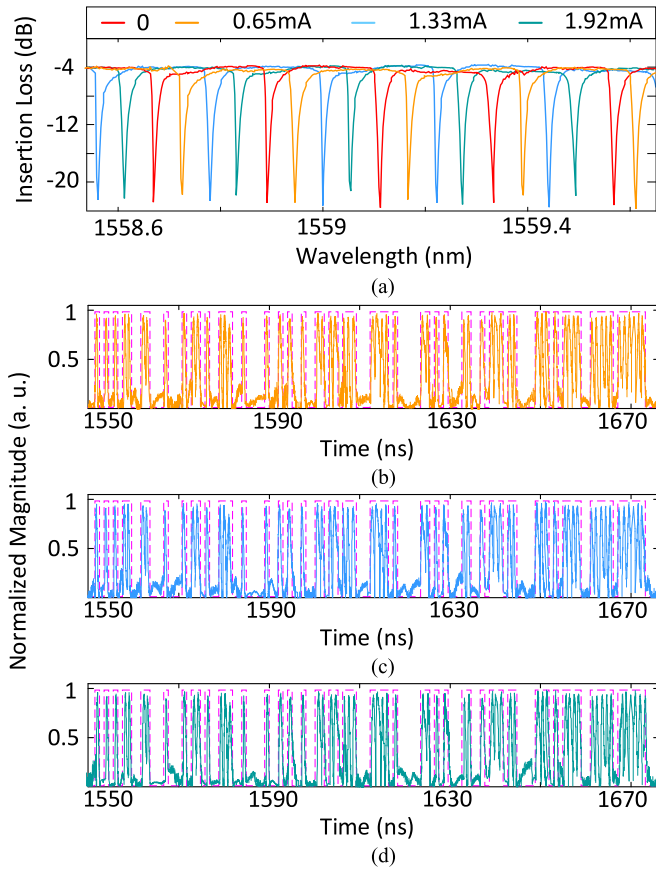 0 0.65mA 1.33mA 1.92mA
Insertion Loss (dB)
-4
-12
-20
1558.6 1559 1559.4
Wavelength (nm)
(a)
Normalized Magnitude (a. u.)
1
0.5
1550 1590 1630 1670
Time (ns)
(b)
1
0.5
1550 1590 1630 1670
Time (ns)
(c)
1
0.5
1550 1590 1630 1670
Time (ns)
(d)